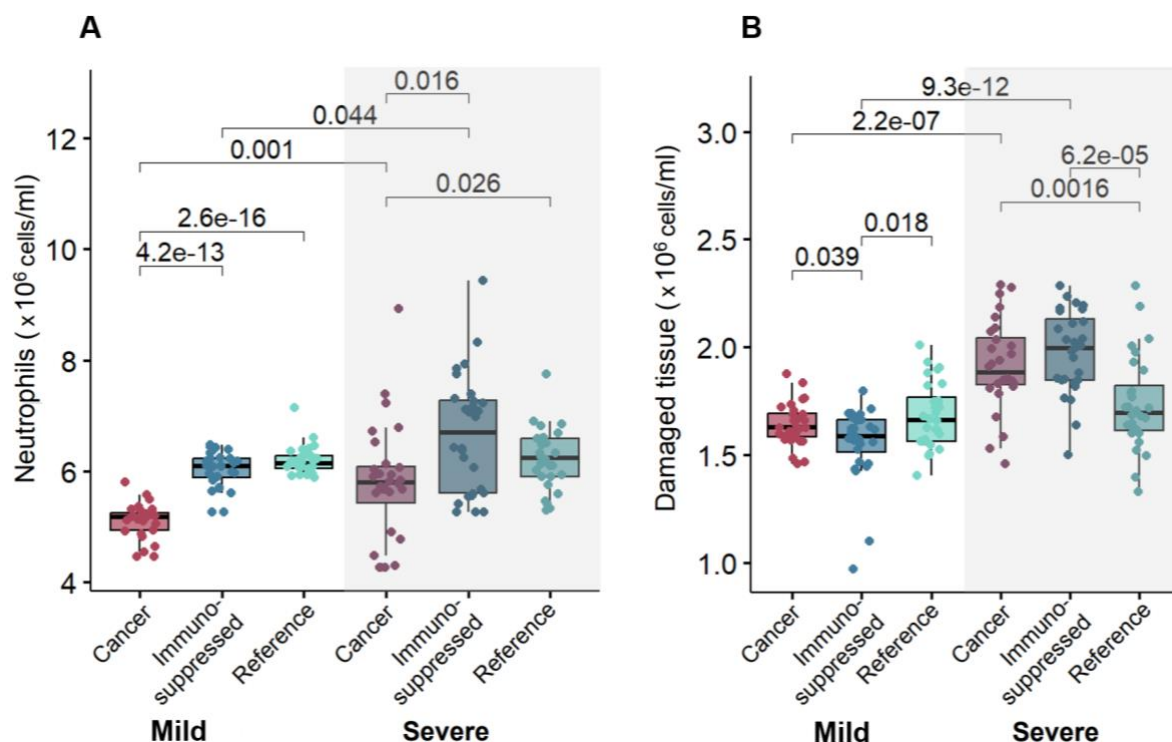 A
Neutrophils ( x 10⁶ cells/ml)
12
10
8
6
4
0.016
0.044
0.001
0.026
2.6e-16
4.2e-13
Cancer
Immuno-
suppressed
Reference
Cancer
Immuno-
suppressed
Reference
Mild
Severe
B
Damaged tissue ( x 10⁶ cells/ml)
3.0
2.5
2.0
1.5
1.0
9.3e-12
2.2e-07
6.2e-05
0.0016
0.018
0.039
Cancer
Immuno-
suppressed
Reference
Cancer
Immuno-
suppressed
Reference
Mild
Severe